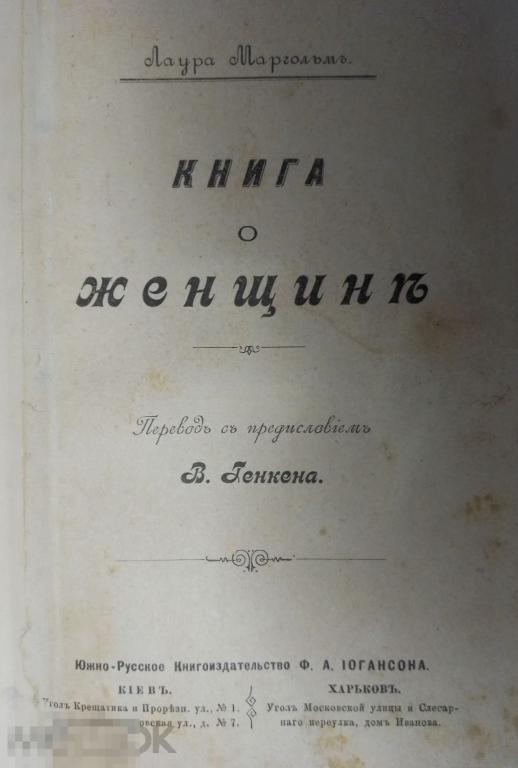 Лаура Маргольмъ.
КНИГА
О
ЖЕНЩИНѢ
Переводъ съ предисловіемъ
В. Генкена.
Южно-Русское Книгоиздательство Ф. А. ІОГАНСОНА.
КІЕВЪ.
Уголъ Крещатика и Прорѣзн. ул., № 1.
ул., д. № 7.
ХАРЬКОВЪ.
Уголъ Московской улицы и Слесар-
наго переулка, домъ Иванова.